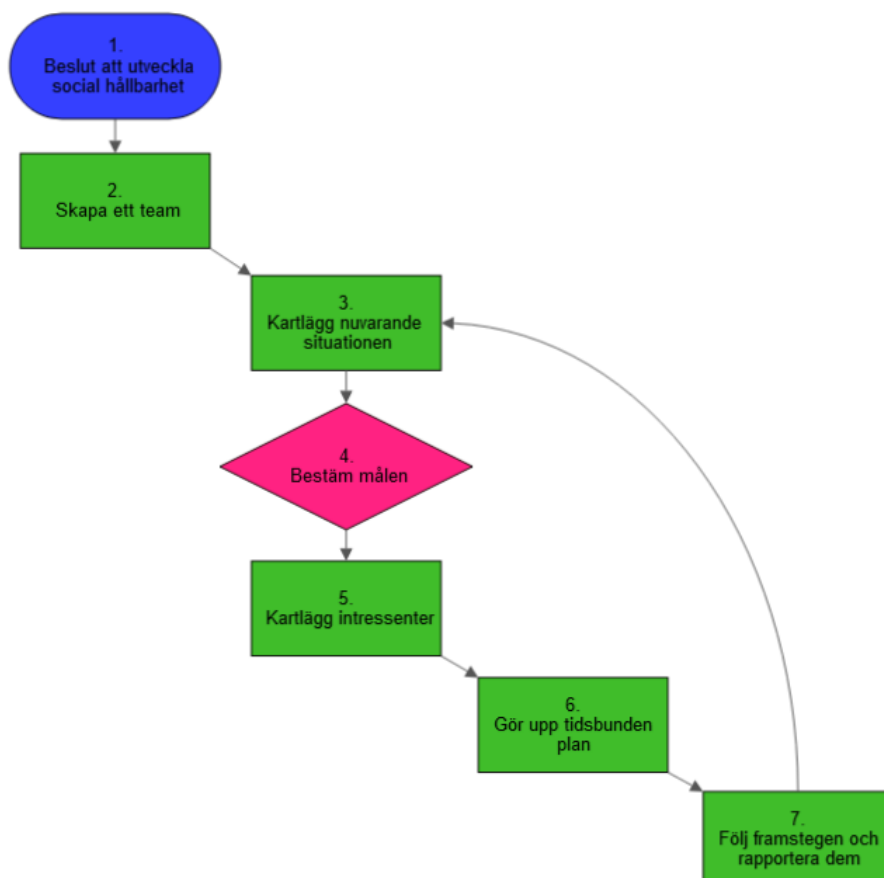 1.
Beslut att utveckla
social hållbarhet
2.
Skapa ett team
3.
Kartlägg nuvarande
situationen
4.
Bestäm målen
5.
Kartlägg intressenter
6.
Gör upp tidsbunden
plan
7.
Följ framstegen och
rapportera dem